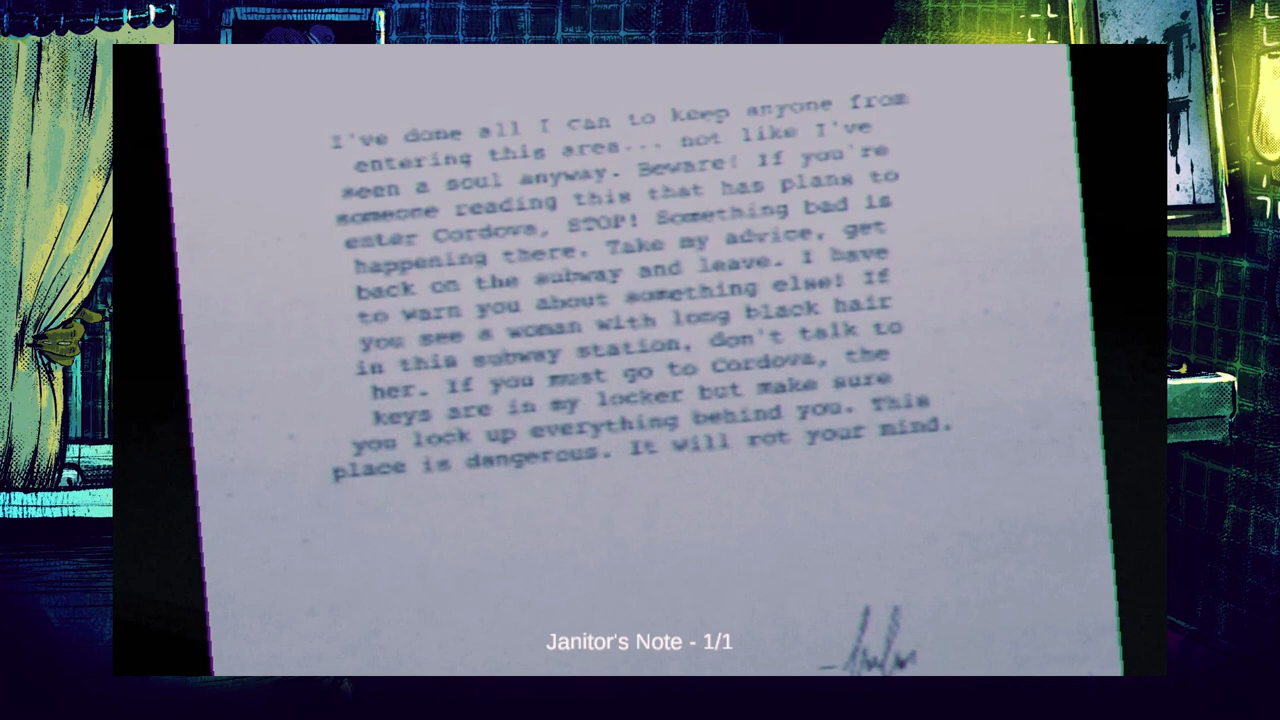 I've done all I can to keep anyone from
entering this area... not like I've
seen a soul anyway. Beware! If you're
someone reading this that has plans to
enter Cordova, STOP! Something bad is
happening there. Take my advice, get
back on the subway and leave. I have
to warn you about something else! If
you see a woman with long black hair
in this subway station, don't talk to
her. If you must go to Cordova, the
keys are in my locker but make sure
you lock up everything behind you. This
place is dangerous. It will rot your mind.
Janitor's Note - 1/1